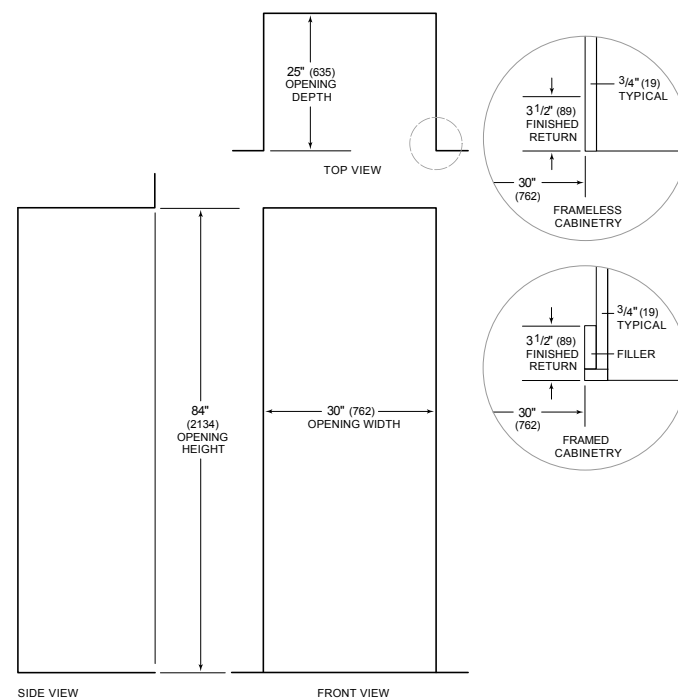 25" (635)
OPENING
DEPTH
TOP VIEW
3/4" (19)
TYPICAL
3 1/2" (89)
FINISHED
RETURN
30"
(762)
FRAMELESS
CABINETRY
3/4" (19)
TYPICAL
3 1/2" (89)
FINISHED
RETURN
FILLER
30"
(762)
FRAMED
CABINETRY
84"
(2134)
OPENING
HEIGHT
30" (762)
OPENING WIDTH
SIDE VIEW
FRONT VIEW